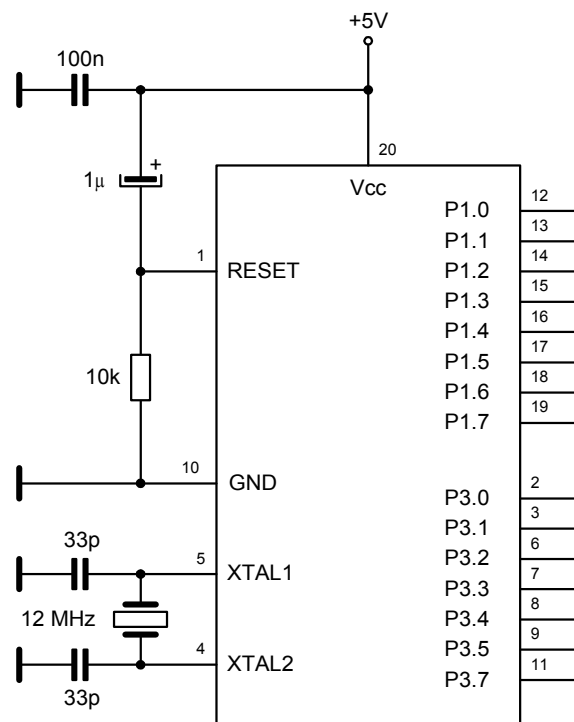 +5V
100n
20
+
1μ
Vcc
12
P1.0
13
P1.1
1
RESET
14
P1.2
15
P1.3
16
P1.4
17
P1.5
10k
18
P1.6
19
P1.7
10
GND
2
P3.0
3
P3.1
33p
5
XTAL1
6
P3.2
7
P3.3
12 MHz
8
P3.4
9
P3.5
4
XTAL2
11
P3.7
33p